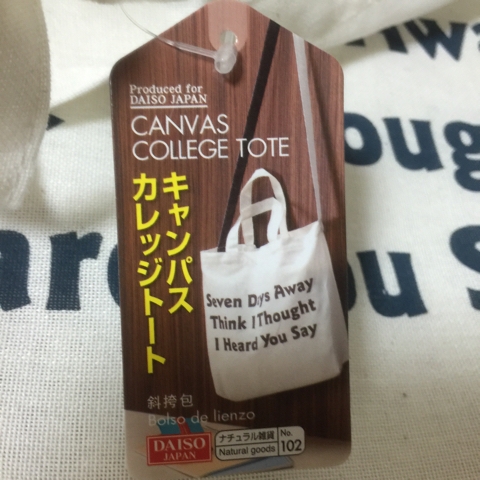 Produced for
DAISO JAPAN
CANVAS
COLLEGE TOTE
キャンパス
カレッジトート
Seven Days Away
Think I Thought
I Heard You Say
斜挎包
Bolso de lienzo
DAISO
JAPAN
ナチュラル雑貨
Natural goods
No.
102